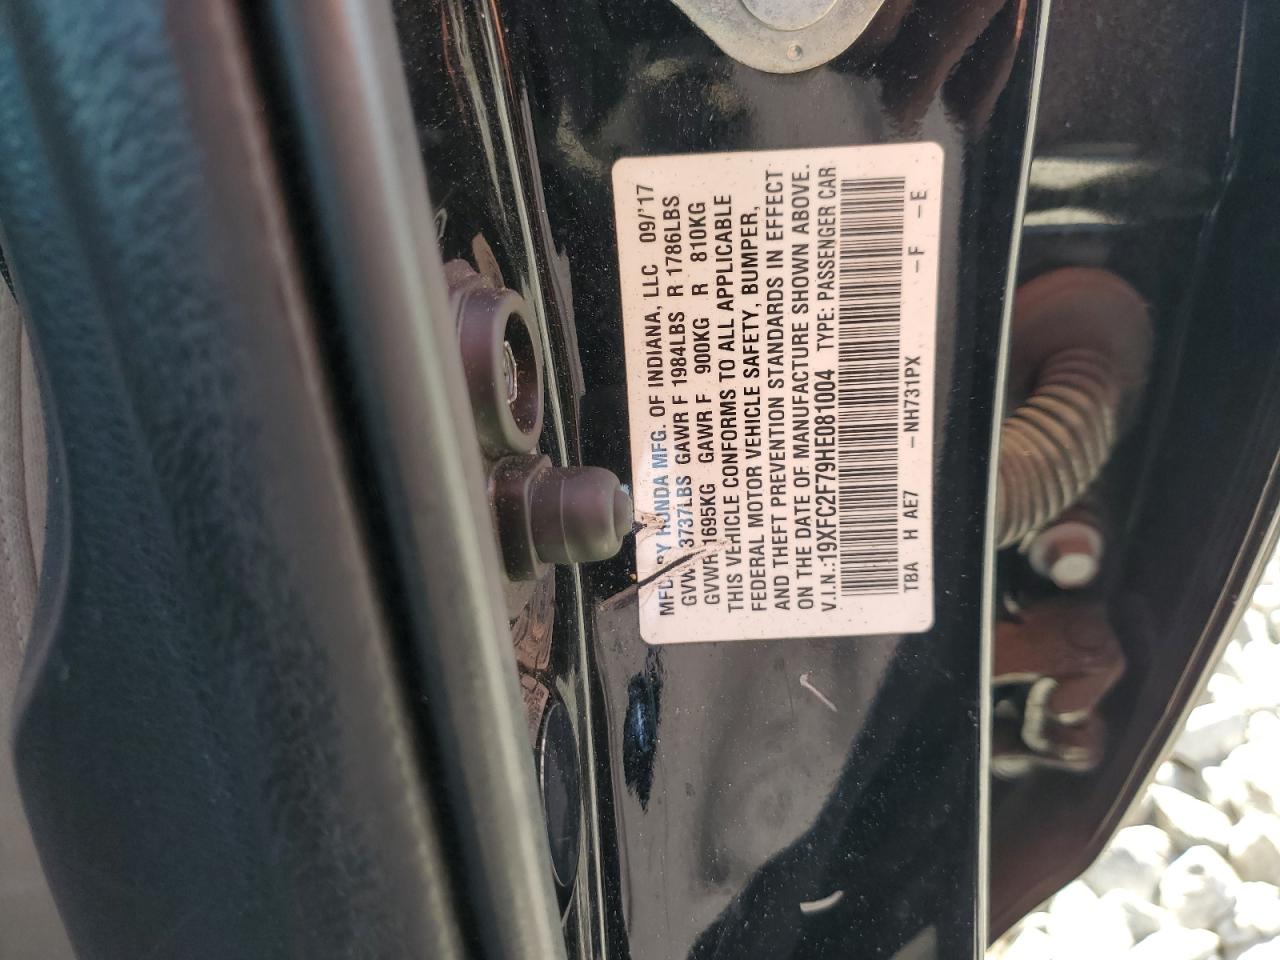 MFD. BY HONDA MFG. OF INDIANA, LLC 09/'17
GVWR 3737LBS GAWR F 1984LBS R 1786LBS
GVWR 1695KG GAWR F 900KG R 810KG
THIS VEHICLE CONFORMS TO ALL APPLICABLE
FEDERAL MOTOR VEHICLE SAFETY, BUMPER,
AND THEFT PREVENTION STANDARDS IN EFFECT
ON THE DATE OF MANUFACTURE SHOWN ABOVE.
V.I.N.:19XFC2F79HE081004 TYPE: PASSENGER CAR
TBA H AE7 -NH731PX -F -E